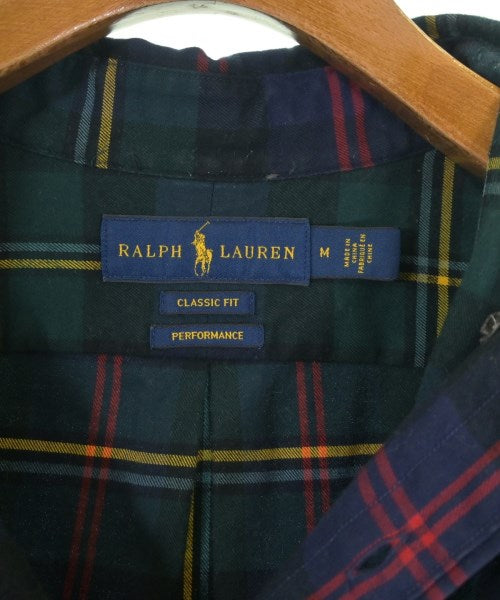 RALPH LAUREN
M
MADE IN
CHINA
FABRIQUÉ EN
CHINE
CLASSIC FIT
PERFORMANCE